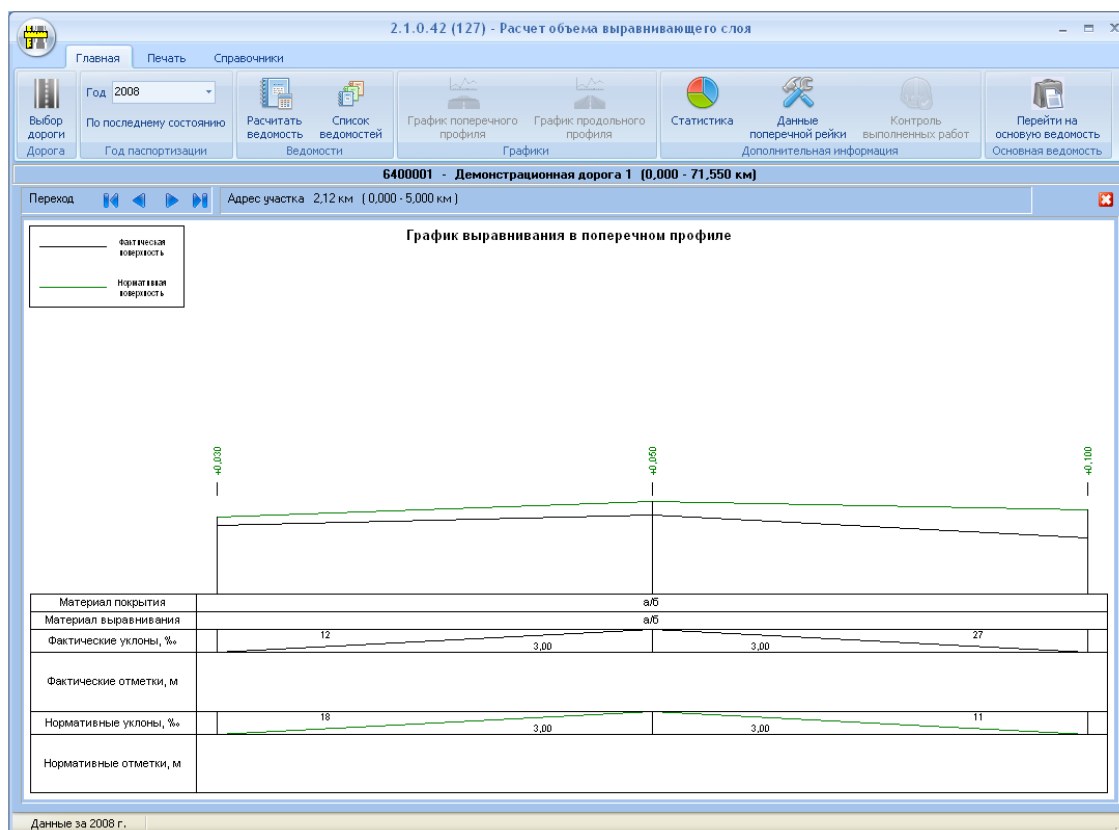 2.1.0.42 (127) - Расчет объема выравнивающего слоя
Главная Печать Справочники
Год 2008
По последнему состоянию
Выбор
дороги
Расчитать
ведомость
Список
ведомостей
График поперечного
профиля
График продольного
профиля
Статистика
Данные
поперечной рейки
Контроль
выполненных работ
Перейти на
основую ведомость
Дорога Год паспортизации Ведомости Графики Дополнительная информация Основная ведомость
6400001 - Демонстрационная дорога 1 (0,000 - 71,550 км)
Переход Адрес участка 2,12 км ( 0,000 - 5,000 км )
График выравнивания в поперечном профиле
Фактическая
поверхность
Нормативная
поверхность
+0,030 +0,050 +0,100
Материал покрытия а/б
Материал выравнивания а/б
Фактические уклоны, ‰ 12 3,00 3,00 27
Фактические отметки, м
Нормативные уклоны, ‰ 18 3,00 3,00 11
Нормативные отметки, м
Данные за 2008 г.